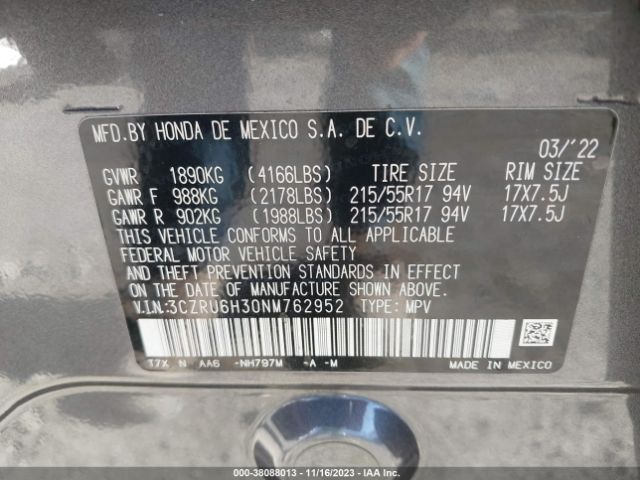 MFD.BY HONDA DE MEXICO S.A. DE C.V.
03/'22
GVWR 1890KG (4166LBS) TIRE SIZE RIM SIZE
GAWR F 988KG (2178LBS) 215/55R17 94V 17X7.5J
GAWR R 902KG (1988LBS) 215/55R17 94V 17X7.5J
THIS VEHICLE CONFORMS TO ALL APPLICABLE
FEDERAL MOTOR VEHICLE SAFETY
AND THEFT PREVENTION STANDARDS IN EFFECT
ON THE DATE OF MANUFACTURE SHOWN ABOVE.
V.I.N.:3CZRU6H30NM762952 TYPE: MPV
T7X N AA6 -NH797M -A -M
MADE IN MEXICO
000-38088013 - 11/16/2023 - IAA Inc.